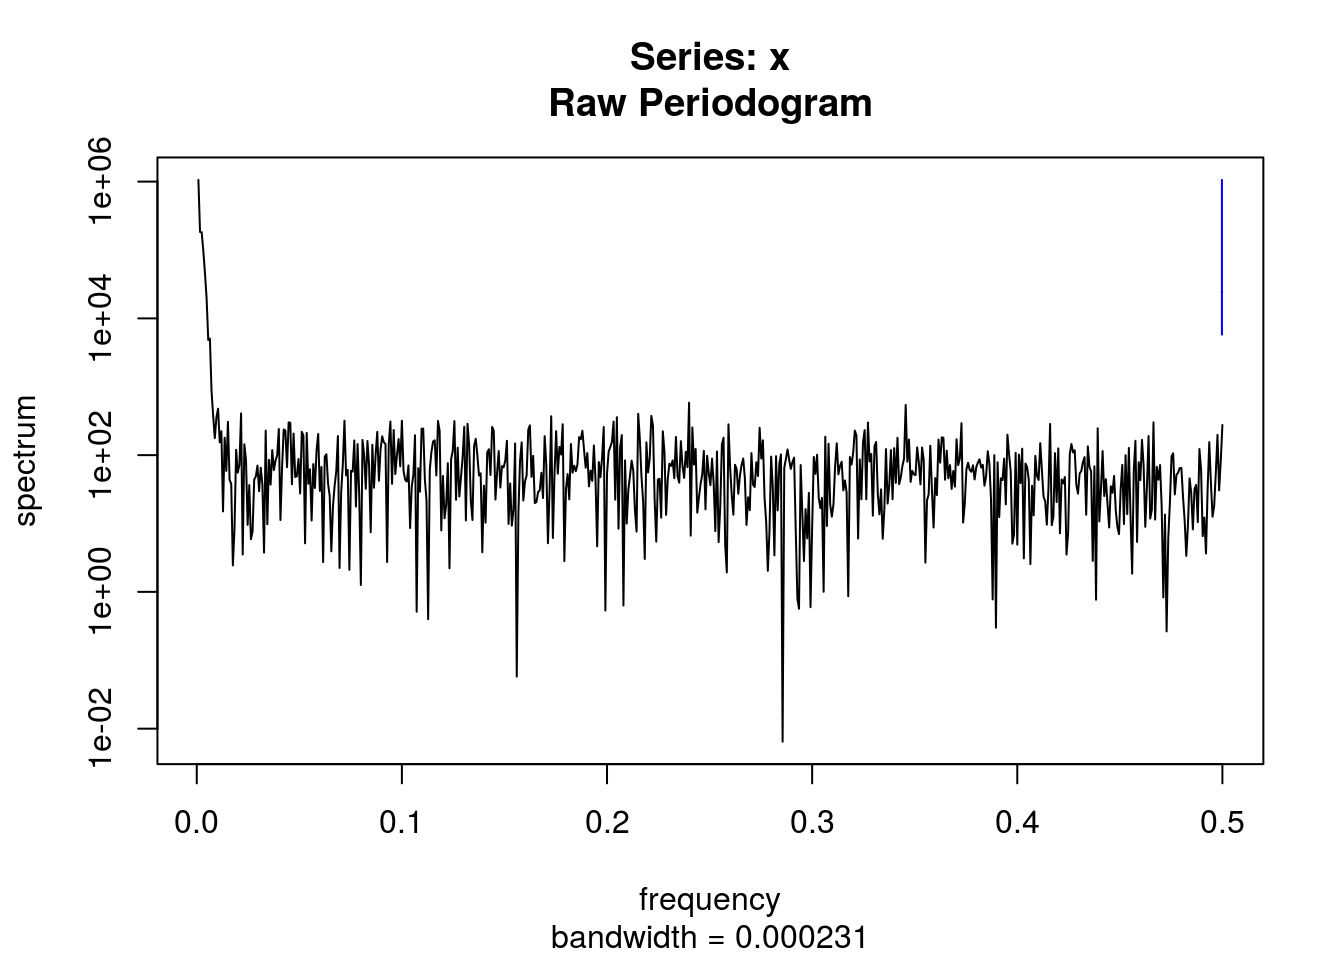 Series: x
Raw Periodogram
spectrum
1e+06
1e+04
1e+02
1e+00
1e-02
0.0 0.1 0.2 0.3 0.4 0.5
frequency
bandwidth = 0.000231